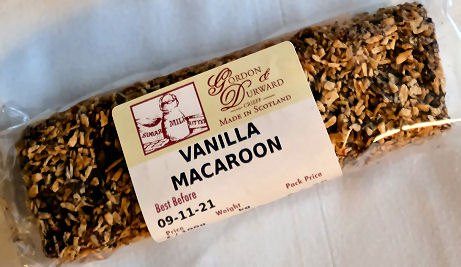 GORDON
&
DURWARD
CRIEFF
MADE IN SCOTLAND
SUGAR MILK BUTTER
VANILLA
MACAROON
Best Before
09-11-21
Weight
Pack Price
Price